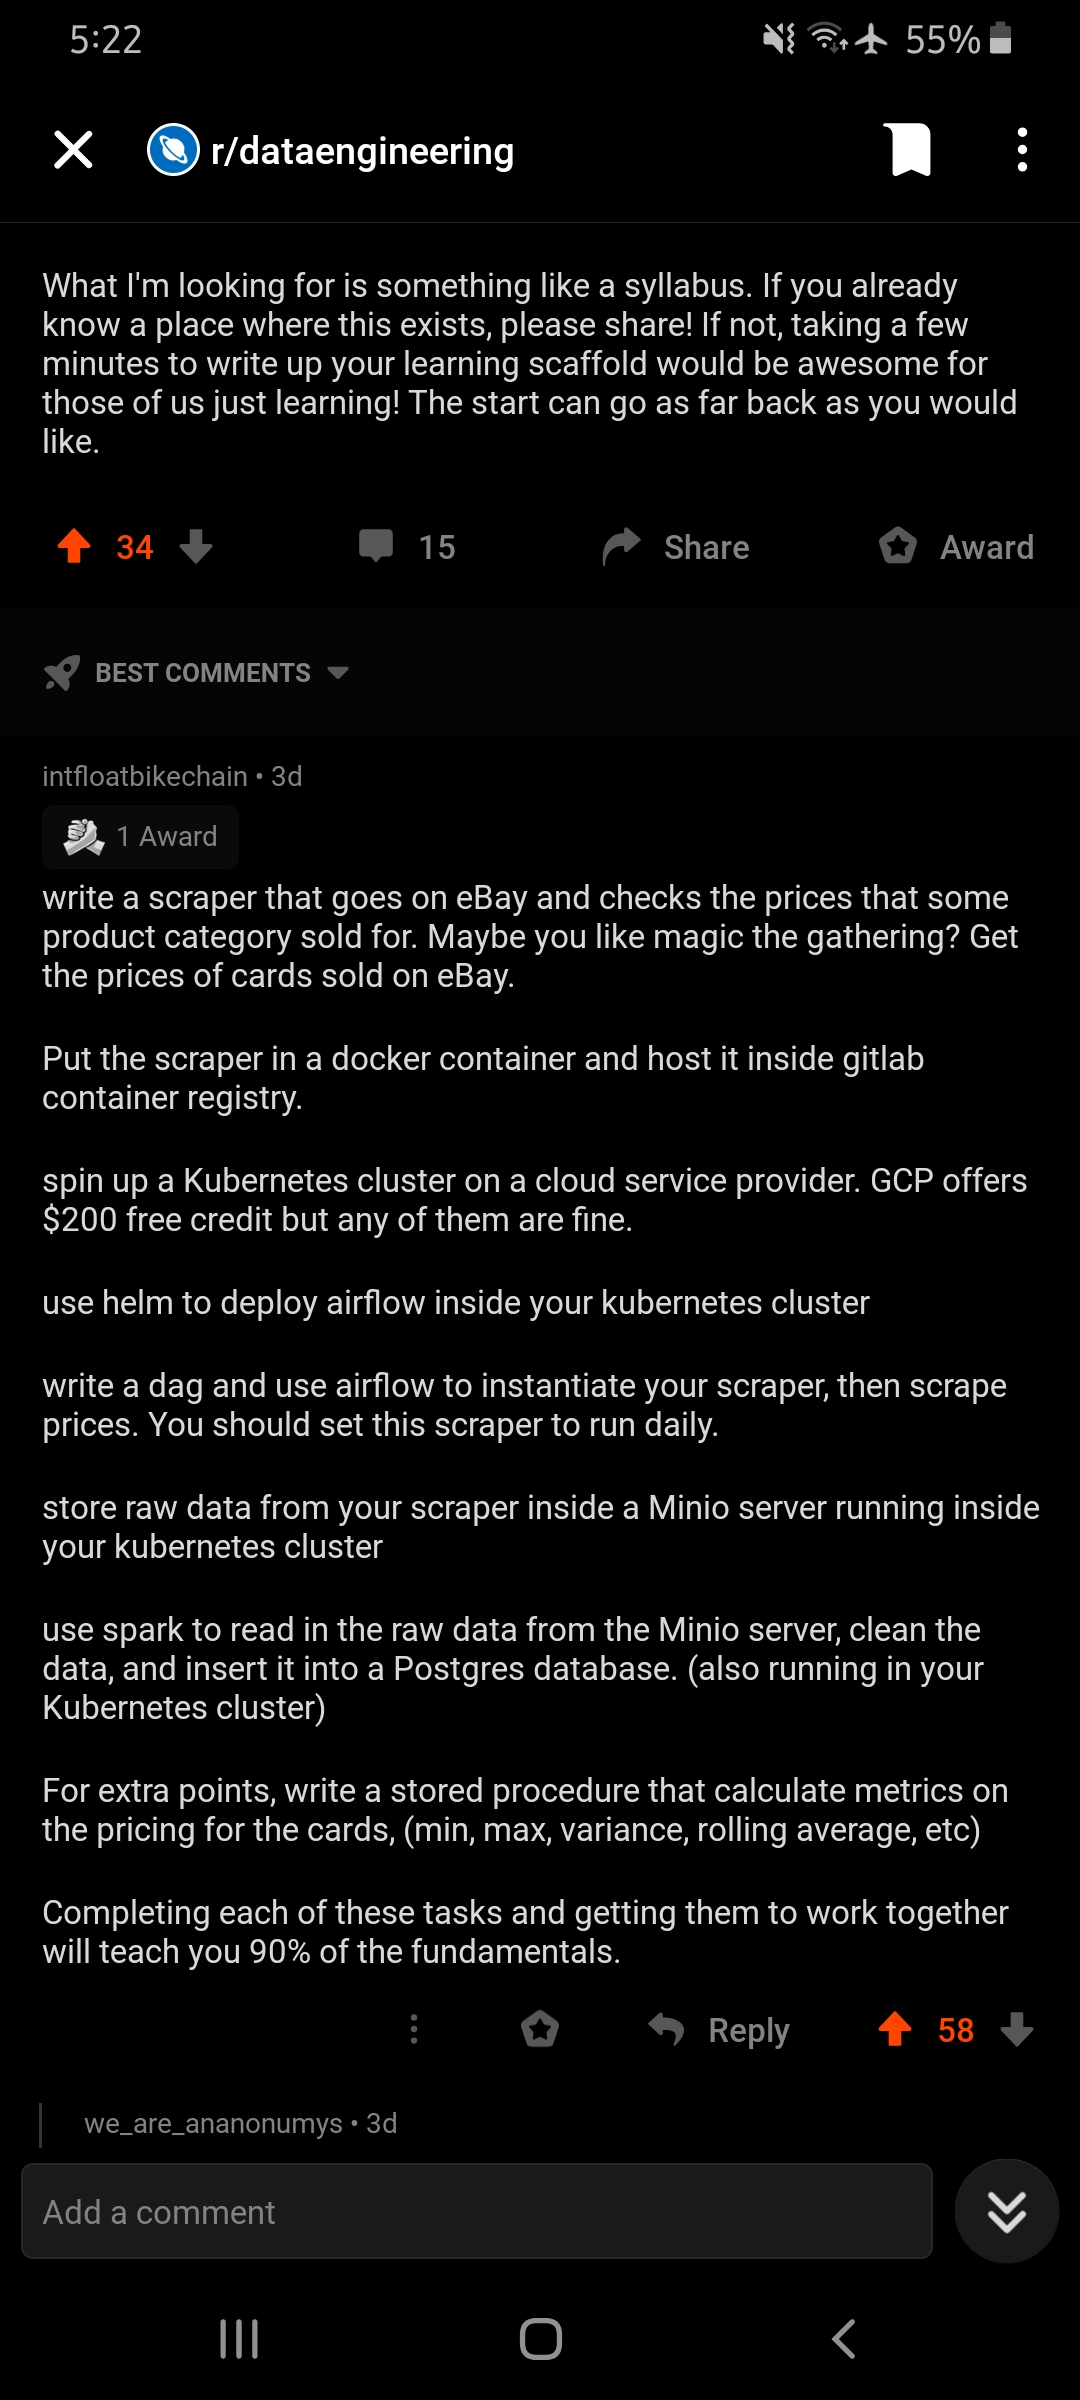 5:22
55%
r/dataengineering
What I'm looking for is something like a syllabus. If you already
know a place where this exists, please share! If not, taking a few
minutes to write up your learning scaffold would be awesome for
those of us just learning! The start can go as far back as you would
like.
34
15
Share
Award
BEST COMMENTS
intfloatbikechain • 3d
1 Award
write a scraper that goes on eBay and checks the prices that some
product category sold for. Maybe you like magic the gathering? Get
the prices of cards sold on eBay.
Put the scraper in a docker container and host it inside gitlab
container registry.
spin up a Kubernetes cluster on a cloud service provider. GCP offers
$200 free credit but any of them are fine.
use helm to deploy airflow inside your kubernetes cluster
write a dag and use airflow to instantiate your scraper, then scrape
prices. You should set this scraper to run daily.
store raw data from your scraper inside a Minio server running inside
your kubernetes cluster
use spark to read in the raw data from the Minio server, clean the
data, and insert it into a Postgres database. (also running in your
Kubernetes cluster)
For extra points, write a stored procedure that calculate metrics on
the pricing for the cards, (min, max, variance, rolling average, etc)
Completing each of these tasks and getting them to work together
will teach you 90% of the fundamentals.
Reply
58
we_are_ananonumys • 3d
Add a comment